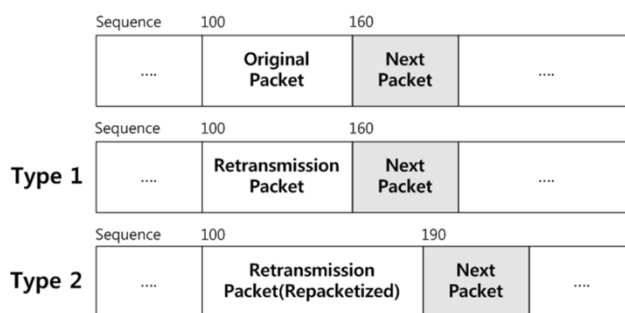 Sequence 100 160
.... Original Packet Next Packet ....
Sequence 100 160
Type 1 .... Retransmission Packet Next Packet ....
Sequence 100 190
Type 2 .... Retransmission Packet(Repacketized) Next Packet ....